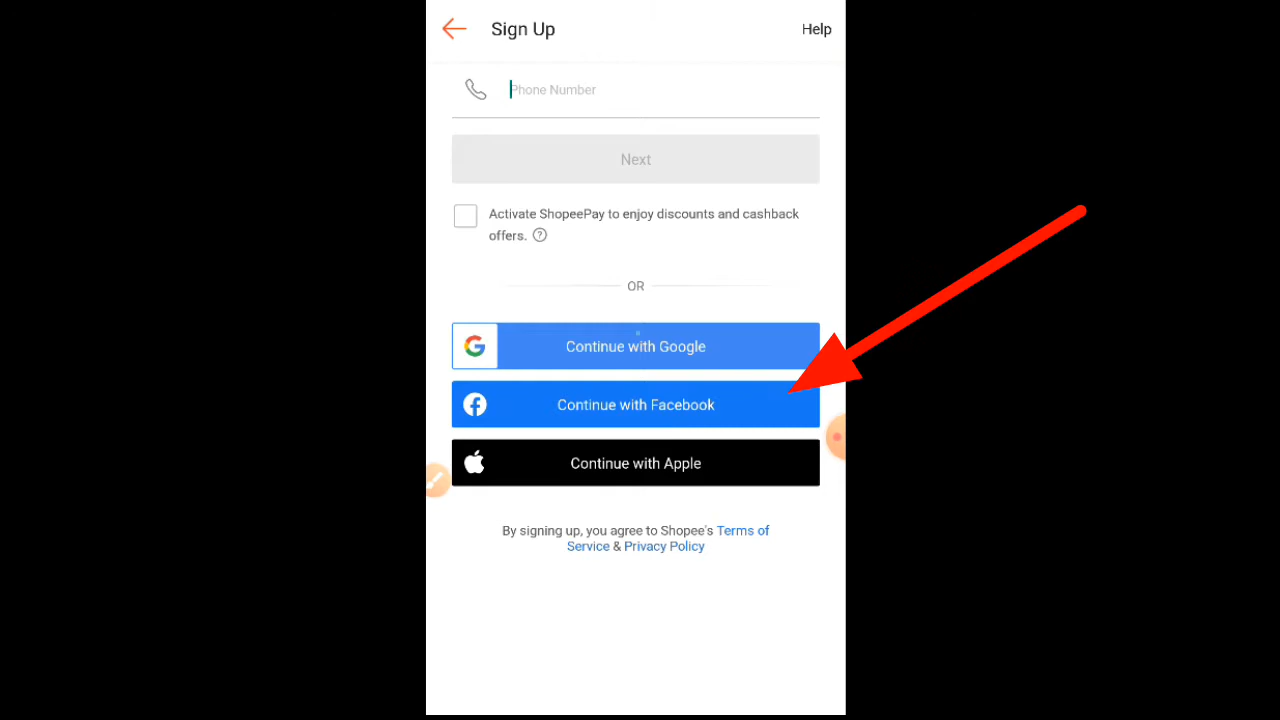 Sign Up
Help
Phone Number
Next
Activate ShopeePay to enjoy discounts and cashback
offers. ?
OR
Continue with Google
Continue with Facebook
Continue with Apple
By signing up, you agree to Shopee's Terms of
Service & Privacy Policy